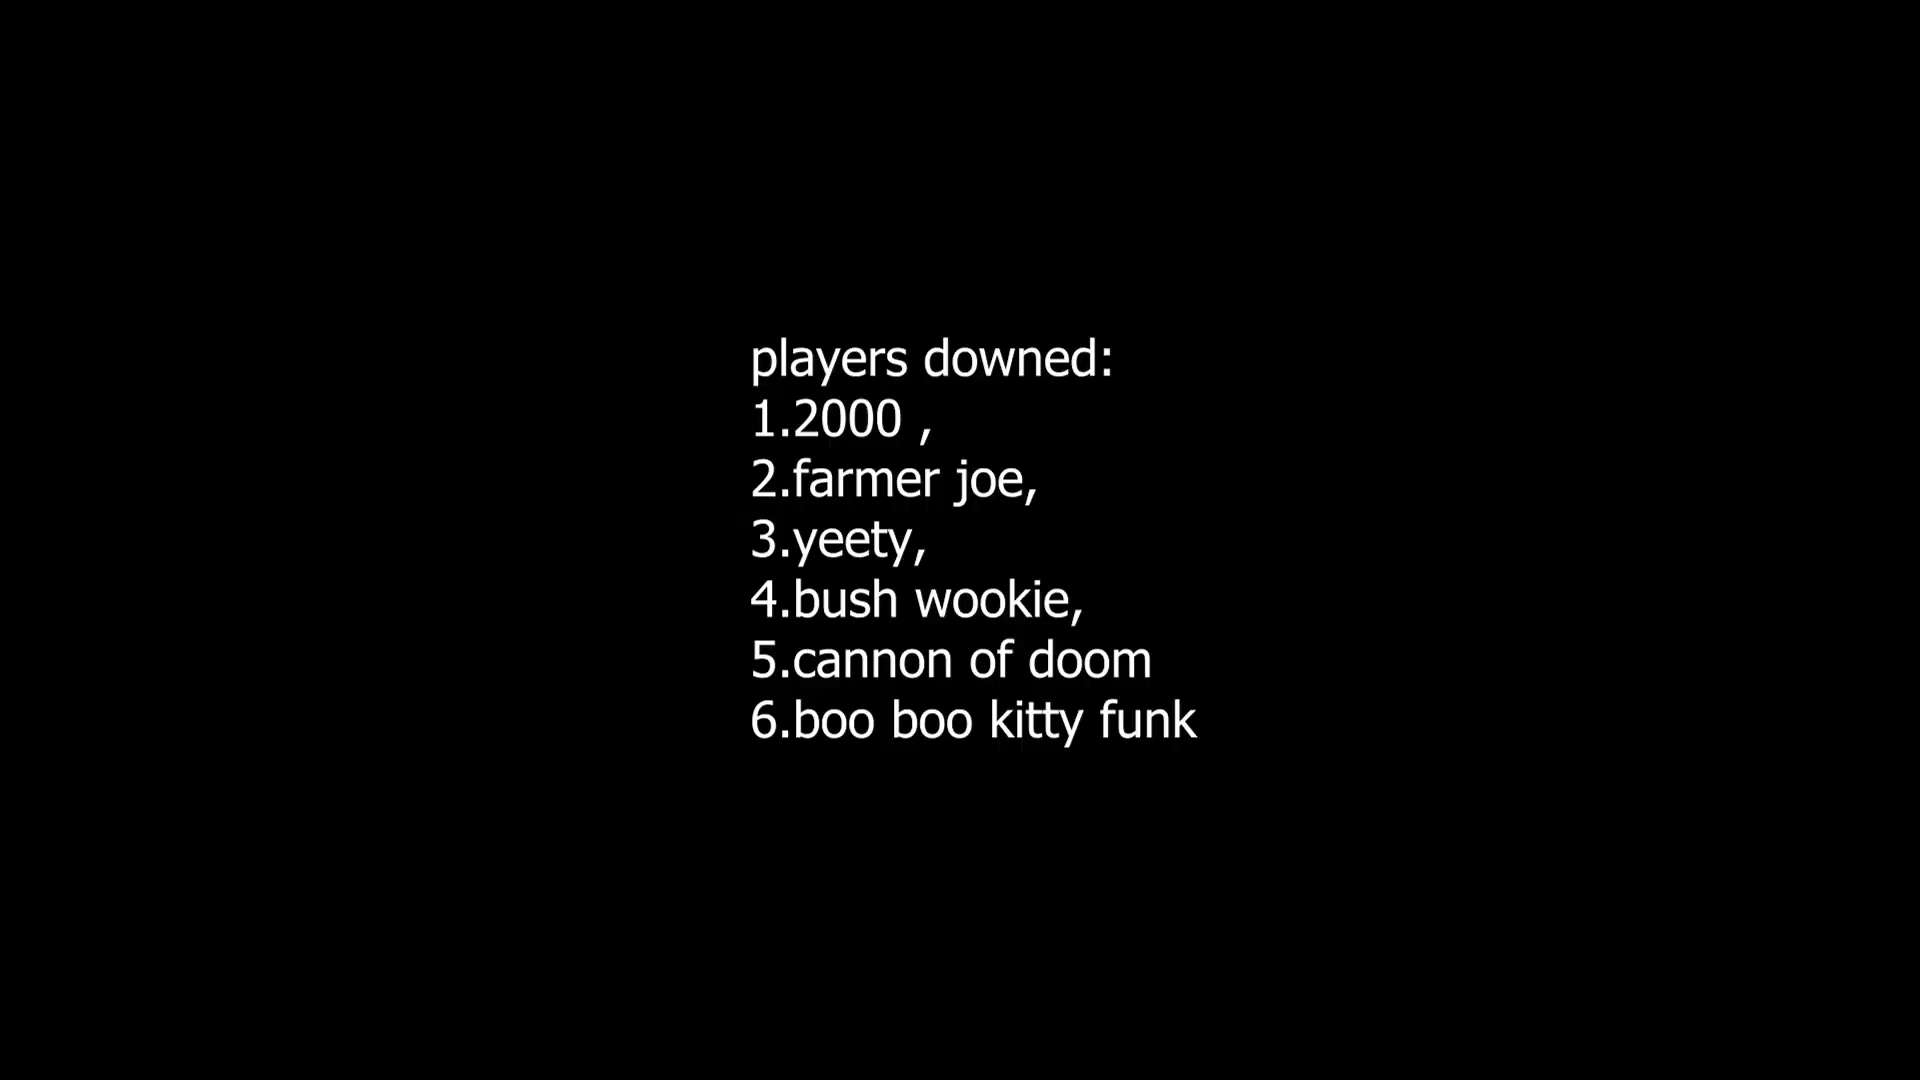 players downed:
1.2000 ,
2.farmer joe,
3.yeety,
4.bush wookie,
5.cannon of doom
6.boo boo kitty funk